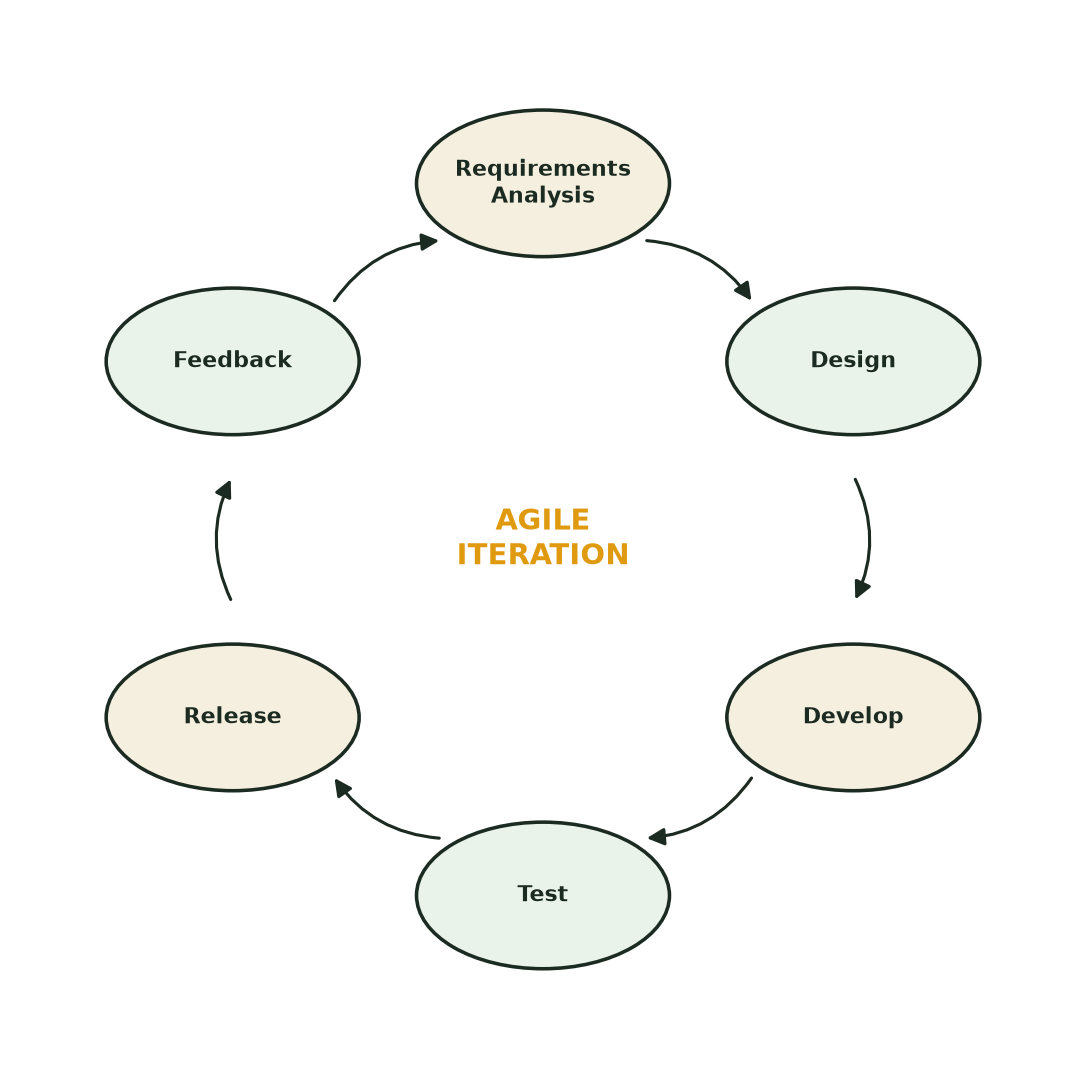 Requirements
Analysis
Feedback
Design
AGILE
ITERATION
Release
Develop
Test